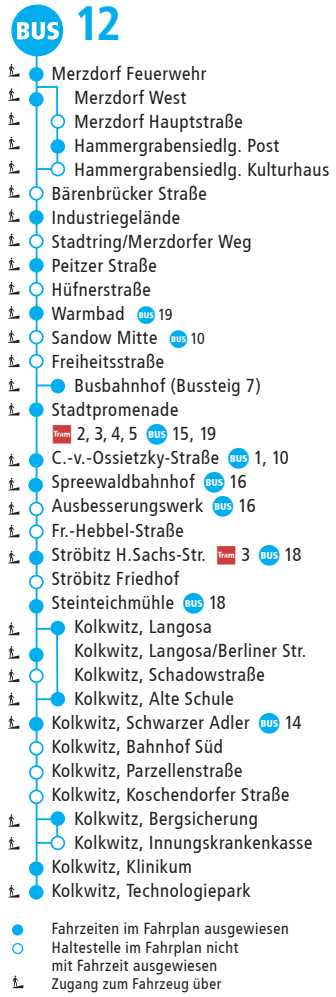 BUS 12
Merzdorf Feuerwehr
Merzdorf West
Merzdorf Hauptstraße
Hammergrabensiedlg. Post
Hammergrabensiedlg. Kulturhaus
Bärenbrücker Straße
Industriegelände
Stadtring/Merzdorfer Weg
Peitzer Straße
Hüfnerstraße
Warmbad BUS 19
Sandow Mitte BUS 10
Freiheitsstraße
Busbahnhof (Bussteig 7)
Stadtpromenade
Tram 2, 3, 4, 5 BUS 15, 19
C.-v.-Ossietzky-Straße BUS 1, 10
Spreewaldbahnhof BUS 16
Ausbesserungswerk BUS 16
Fr.-Hebbel-Straße
Ströbitz H.Sachs-Str. Tram 3 BUS 18
Ströbitz Friedhof
Steinteichmühle BUS 18
Kolkwitz, Langosa
Kolkwitz, Langosa/Berliner Str.
Kolkwitz, Schadowstraße
Kolkwitz, Alte Schule
Kolkwitz, Schwarzer Adler BUS 14
Kolkwitz, Bahnhof Süd
Kolkwitz, Parzellenstraße
Kolkwitz, Koschendorfer Straße
Kolkwitz, Bergsicherung
Kolkwitz, Innungskrankenkasse
Kolkwitz, Klinikum
Kolkwitz, Technologiepark
Fahrzeiten im Fahrplan ausgewiesen
Haltestelle im Fahrplan nicht
mit Fahrzeit ausgewiesen
Zugang zum Fahrzeug über